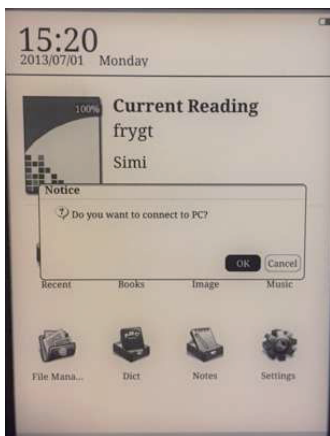 15:20
2013/07/01 Monday
100%
Current Reading
frygt
Simi
Notice
Do you want to connect to PC?
OK Cancel
Recent Books Image Music
File Mana... Dict Notes Settings